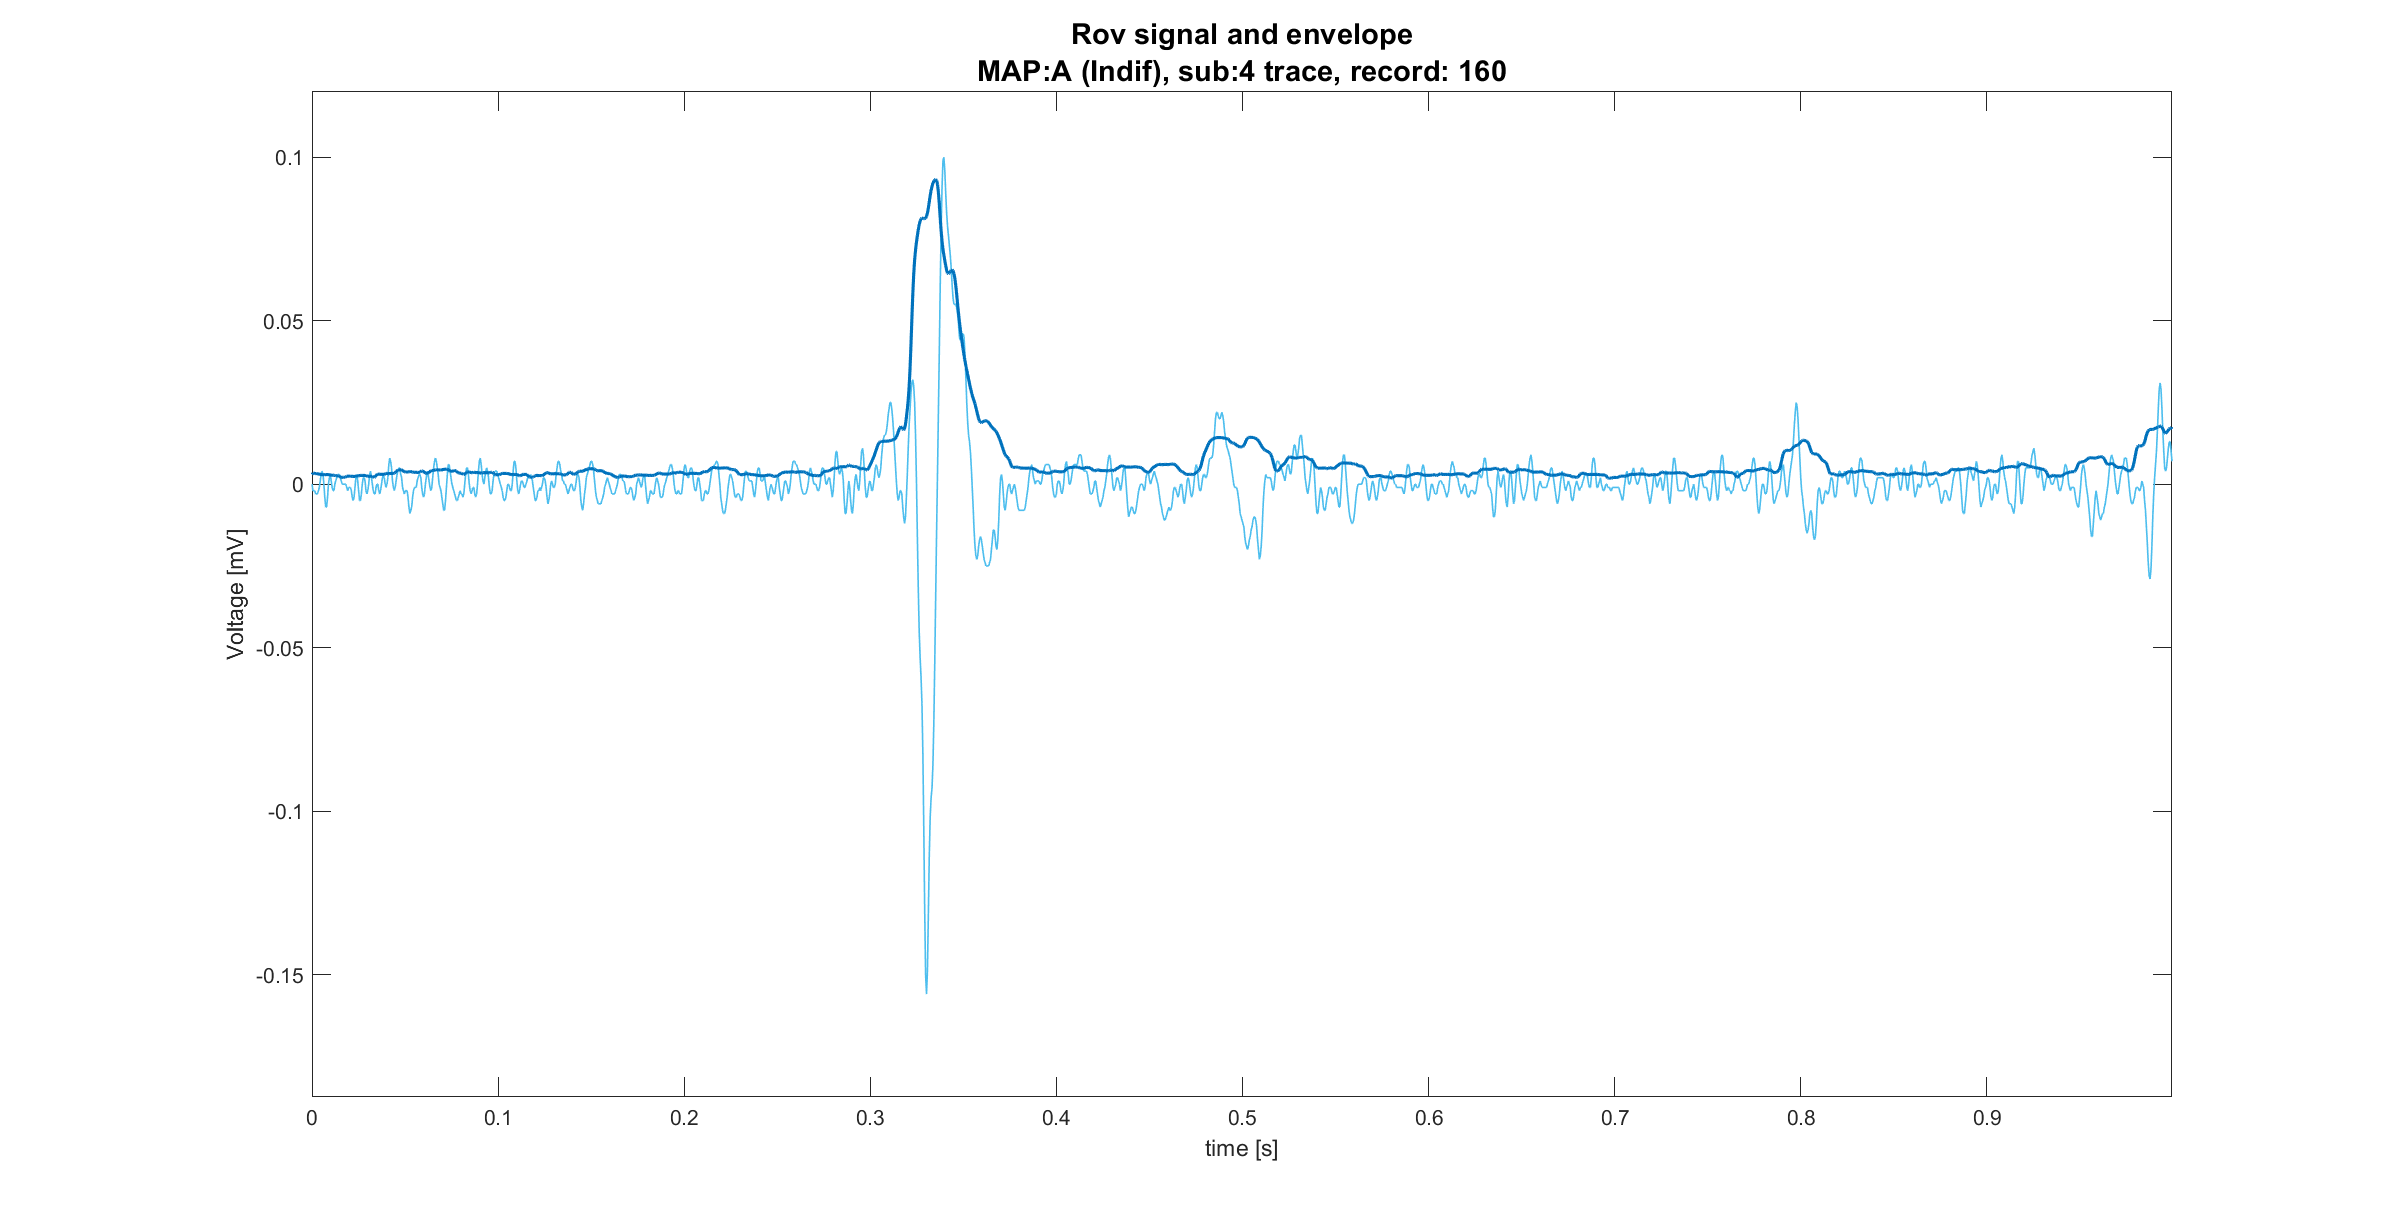 Rov signal and envelope
MAP:A (Indif), sub:4 trace, record: 160
0.1
0.05
0
-0.05
-0.1
-0.15
Voltage [mV]
0 0.1 0.2 0.3 0.4 0.5 0.6 0.7 0.8 0.9
time [s]